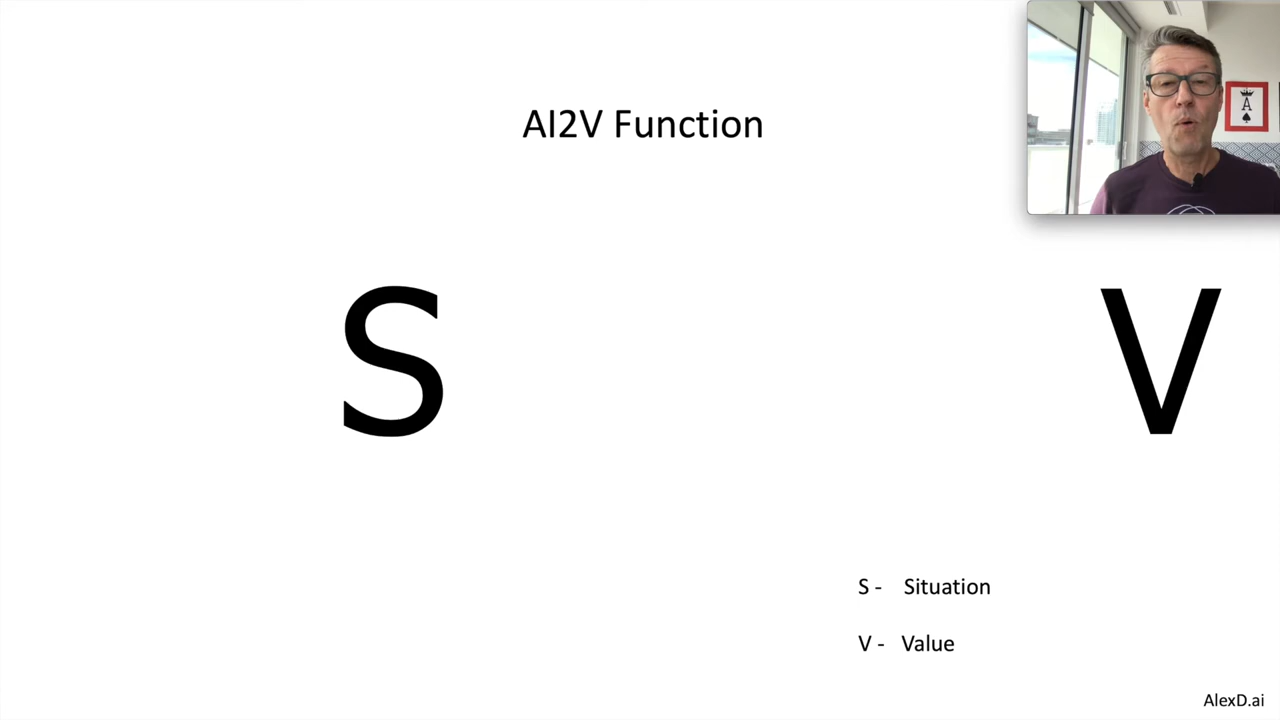 AI2V Function
A
S
V
S - Situation
V - Value
AlexD.ai